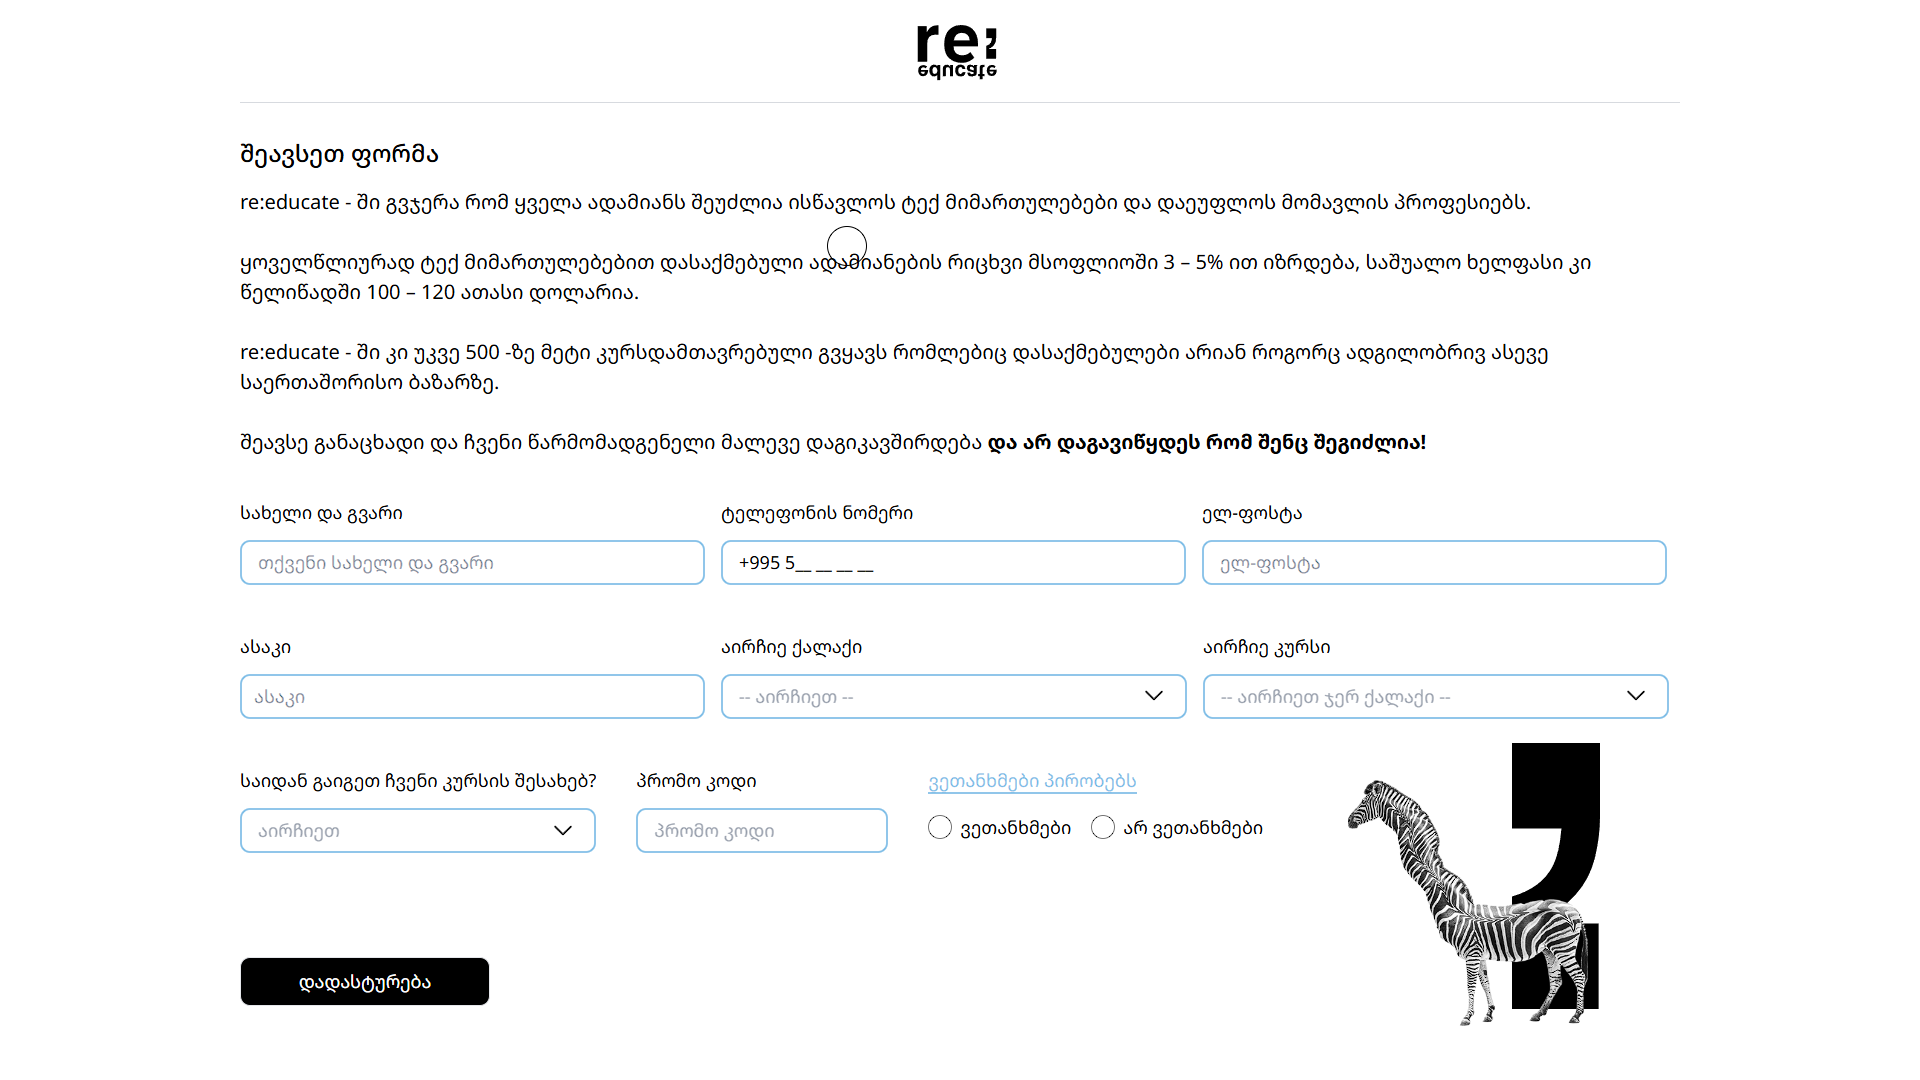 re:
educate
შეავსეთ ფორმა
re:educate - ში გვჯერა რომ ყველა ადამიანს შეუძლია ისწავლოს ტექ მიმართულებები და დაეუფლოს მომავლის პროფესიებს.
ყოველწლიურად ტექ მიმართულებებით დასაქმებული ადამიანების რიცხვი მსოფლიოში 3 – 5% ით იზრდება, საშუალო ხელფასი კი
წელიწადში 100 – 120 ათასი დოლარია.
re:educate - ში კი უკვე 500 -ზე მეტი კურსდამთავრებული გვყავს რომლებიც დასაქმებულები არიან როგორც ადგილობრივ ასევე
საერთაშორისო ბაზარზე.
შეავსე განაცხადი და ჩვენი წარმომადგენელი მალევე დაგიკავშირდება და არ დაგავიწყდეს რომ შენც შეგიძლია!
სახელი და გვარი
ტელეფონის ნომერი
ელ-ფოსტა
თქვენი სახელი და გვარი
+995 5__ __ __ __
ელ-ფოსტა
ასაკი
აირჩიე ქალაქი
აირჩიე კურსი
ასაკი
-- აირჩიეთ --
-- აირჩიეთ ჯერ ქალაქი --
საიდან გაიგეთ ჩვენი კურსის შესახებ?
პრომო კოდი
ვეთანხმები პირობებს
აირჩიეთ
პრომო კოდი
ვეთანხმები
არ ვეთანხმები
დადასტურება